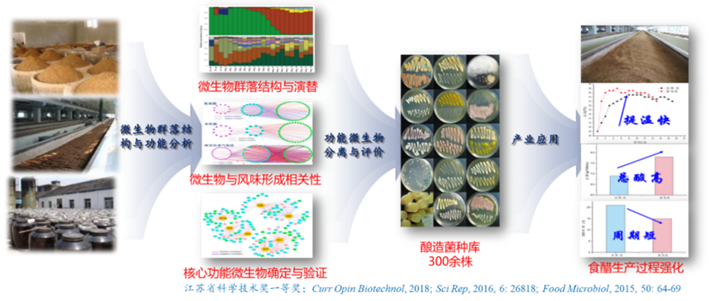 微生物群落结
构与功能分析
微生物群落结构与演替
微生物与风味形成相关性
核心功能微生物确定与验证
功能微生物
分离与评价
酿造菌种库
300余株
产业应用
提温快
总酸高
周期短
食醋生产过程强化
江苏省科学技术奖一等奖；Curr Opin Biotechnol, 2018; Sci Rep, 2016, 6: 26818; Food Microbiol, 2015, 50: 64-69